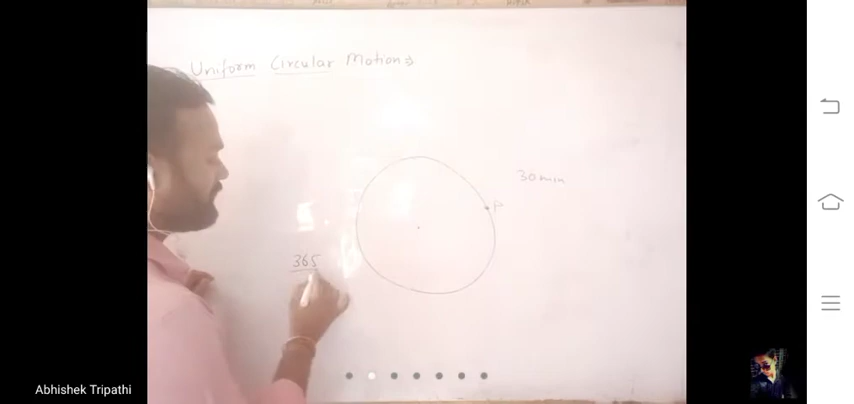 Uniform Circular Motion ⇒
30 min
P
365
Abhishek Tripathi